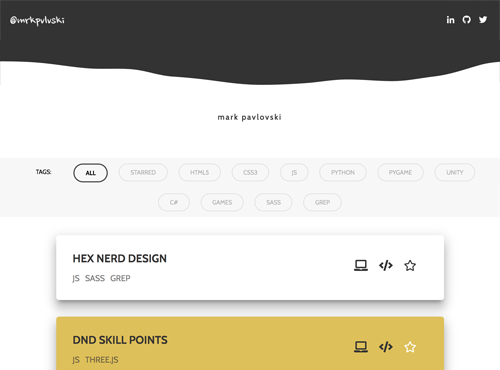 @mrkpvlvski
mark pavlovski
TAGS: ALL STARRED HTML5 CSS3 JS PYTHON PYGAME UNITY
C# GAMES SASS GREP
HEX NERD DESIGN
JS SASS GREP
DND SKILL POINTS
JS THREE.JS